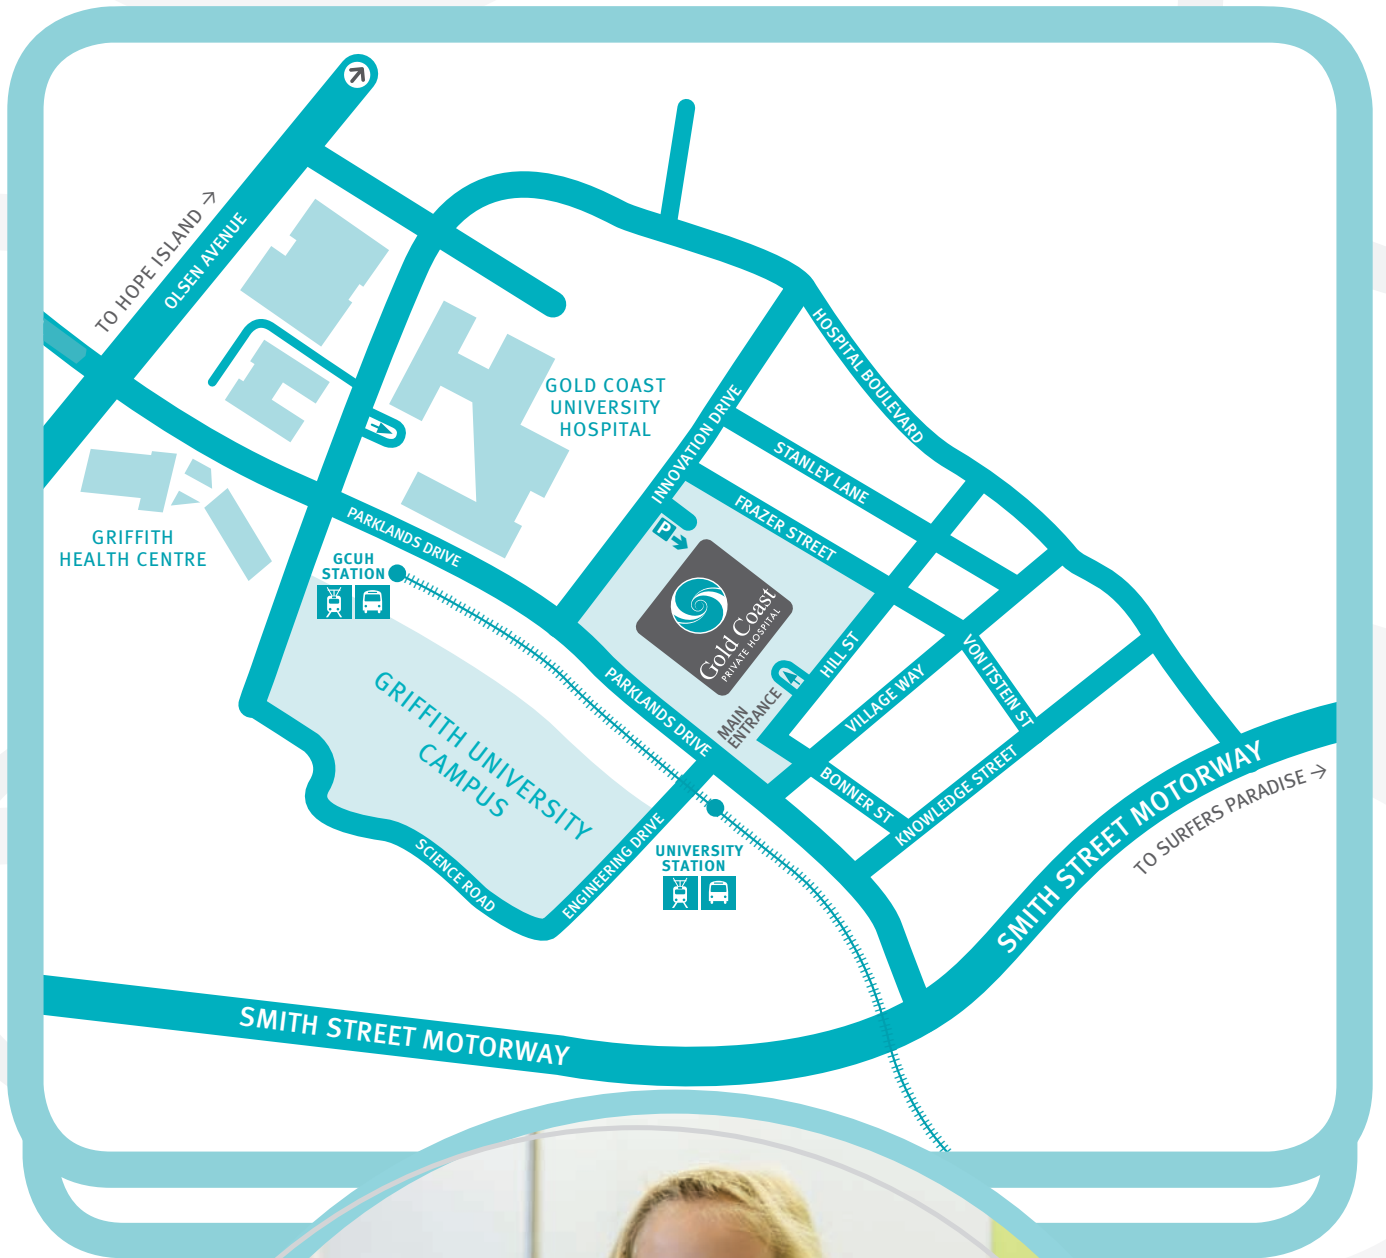 TO HOPE ISLAND →
OLSEN AVENUE
HOSPITAL BOULEVARD
GOLD COAST
UNIVERSITY
HOSPITAL
INNOVATION DRIVE
STANLEY LANE
FRAZER STREET
P
GRIFFITH
HEALTH CENTRE
PARKLANDS DRIVE
GCUH
STATION
Gold Coast
PRIVATE HOSPITAL
HILL ST
MAIN
ENTRANCE
VILLAGE WAY
VON ITSTEIN ST
PARKLANDS DRIVE
GRIFFITH UNIVERSITY
CAMPUS
BONNER ST
KNOWLEDGE STREET
ENGINEERING DRIVE
SCIENCE ROAD
UNIVERSITY
STATION
SMITH STREET MOTORWAY
TO SURFERS PARADISE →
SMITH STREET MOTORWAY